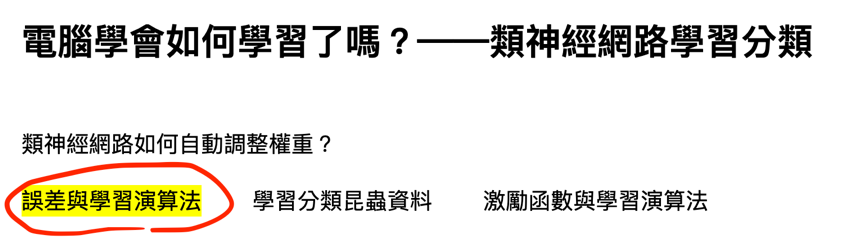 電腦學會如何學習了嗎？——類神經網路學習分類
類神經網路如何自動調整權重？
誤差與學習演算法 學習分類昆蟲資料 激勵函數與學習演算法